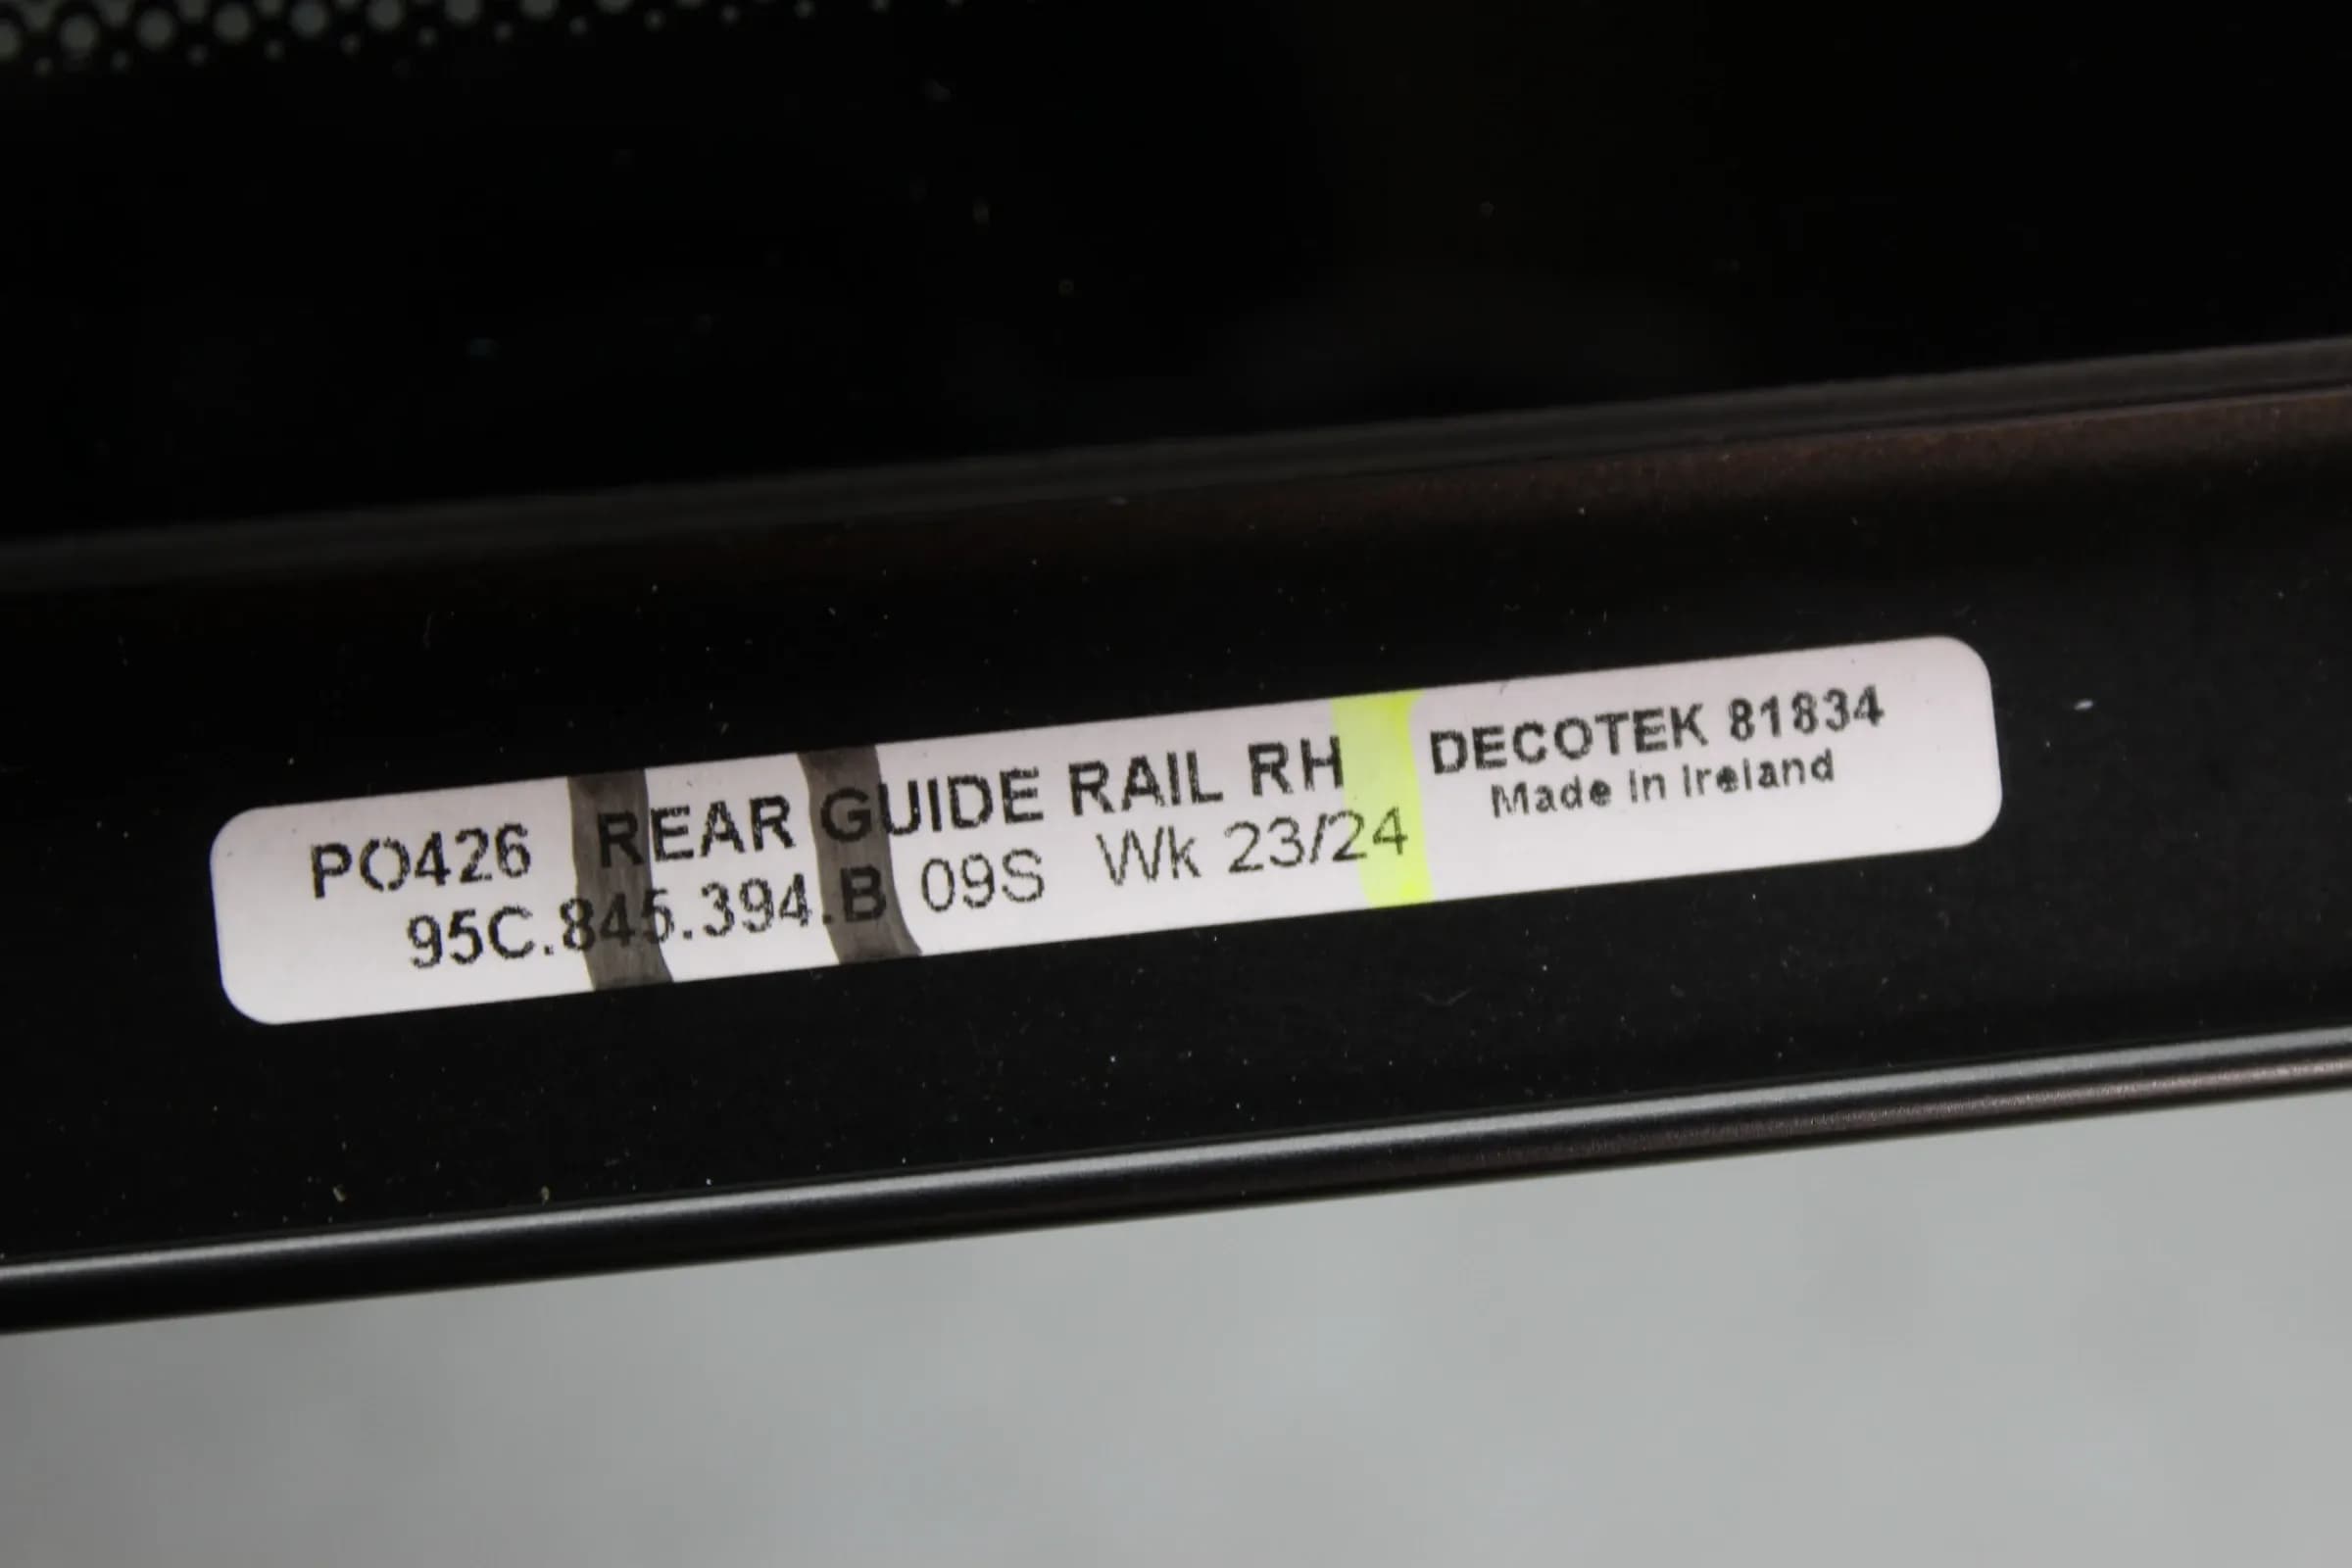 PO426 REAR GUIDE RAIL RH
95C.845.394.B 09S Wk 23/24
DECOTEK 81834
Made in Ireland